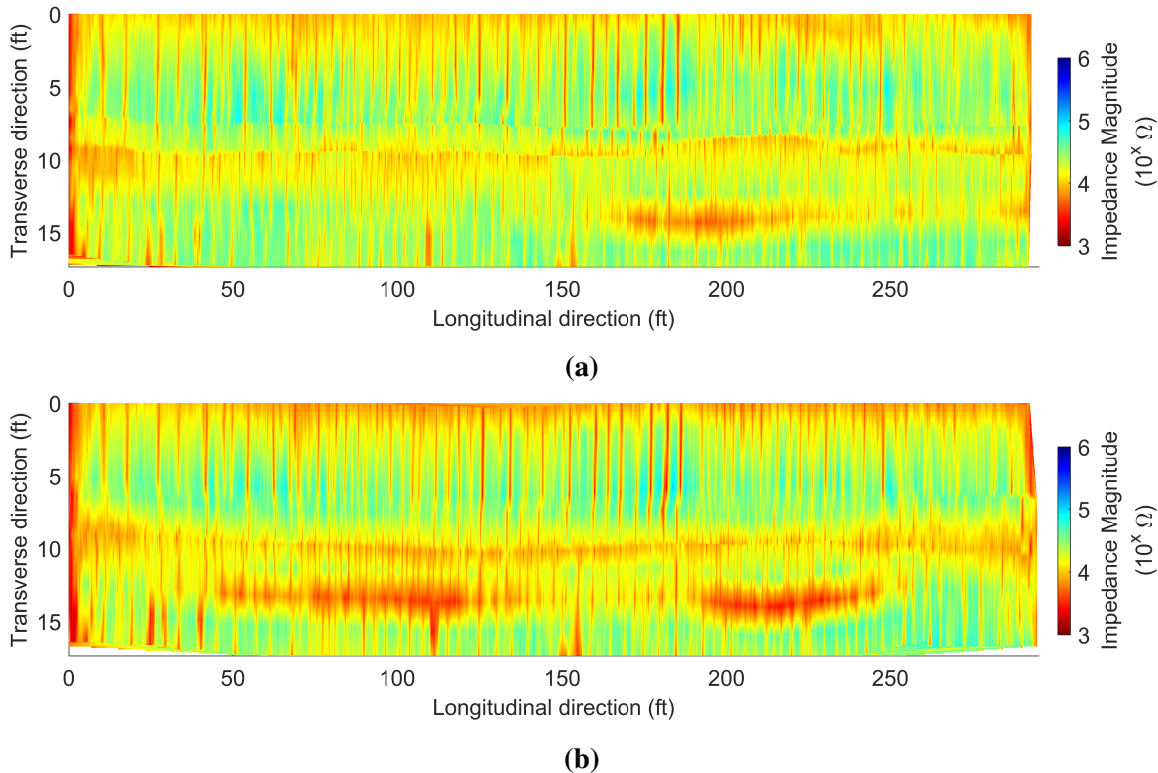 0
5
10
15
Transverse direction (ft)
0 50 100 150 200 250
Longitudinal direction (ft)
6
5
4
3
Impedance Magnitude
(10ˣ Ω)
(a)
0
5
10
15
Transverse direction (ft)
0 50 100 150 200 250
Longitudinal direction (ft)
6
5
4
3
Impedance Magnitude
(10ˣ Ω)
(b)